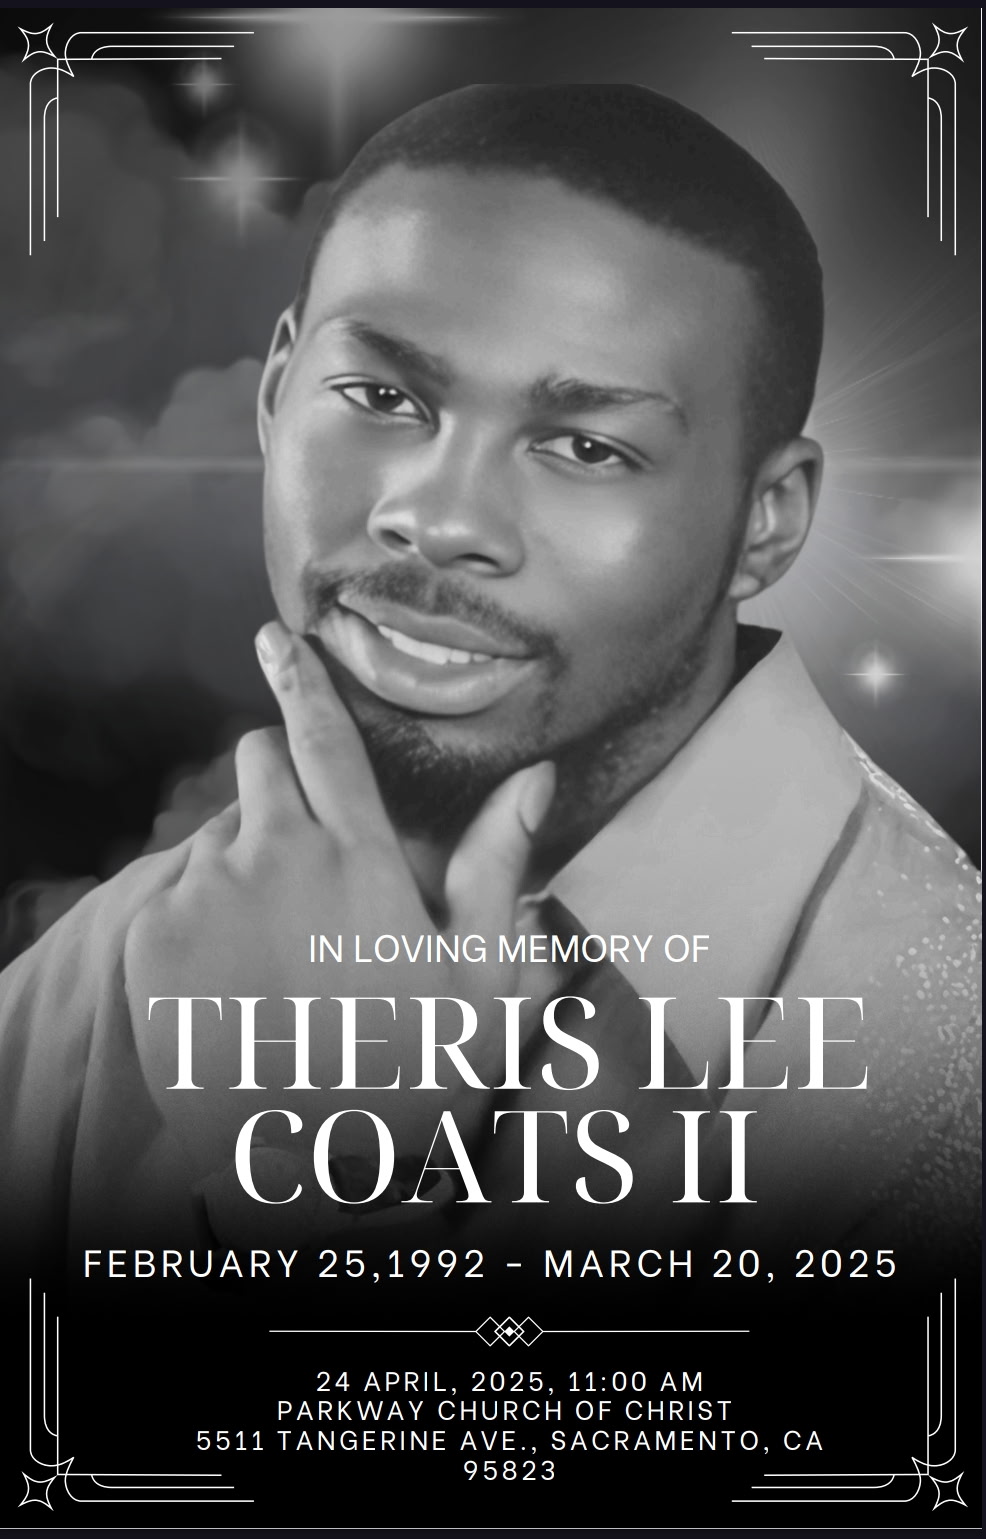 IN LOVING MEMORY OF
THERIS LEE
COATS II
FEBRUARY 25,1992 - MARCH 20, 2025
24 APRIL, 2025, 11:00 AM
PARKWAY CHURCH OF CHRIST
5511 TANGERINE AVE., SACRAMENTO, CA
95823